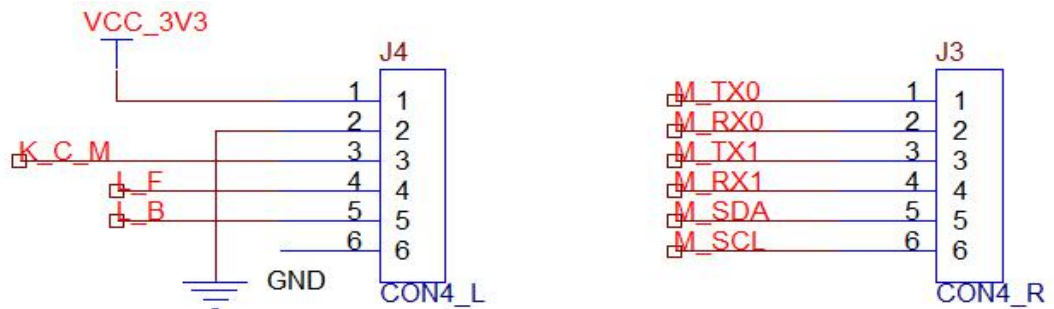 VCC_3V3
J4
1 1
2 2
K_C_M 3 3
L_F 4 4
L_B 5 5
6 6
GND
CON4_L
J3
M_TX0 1 1
M_RX0 2 2
M_TX1 3 3
M_RX1 4 4
M_SDA 5 5
M_SCL 6 6
CON4_R